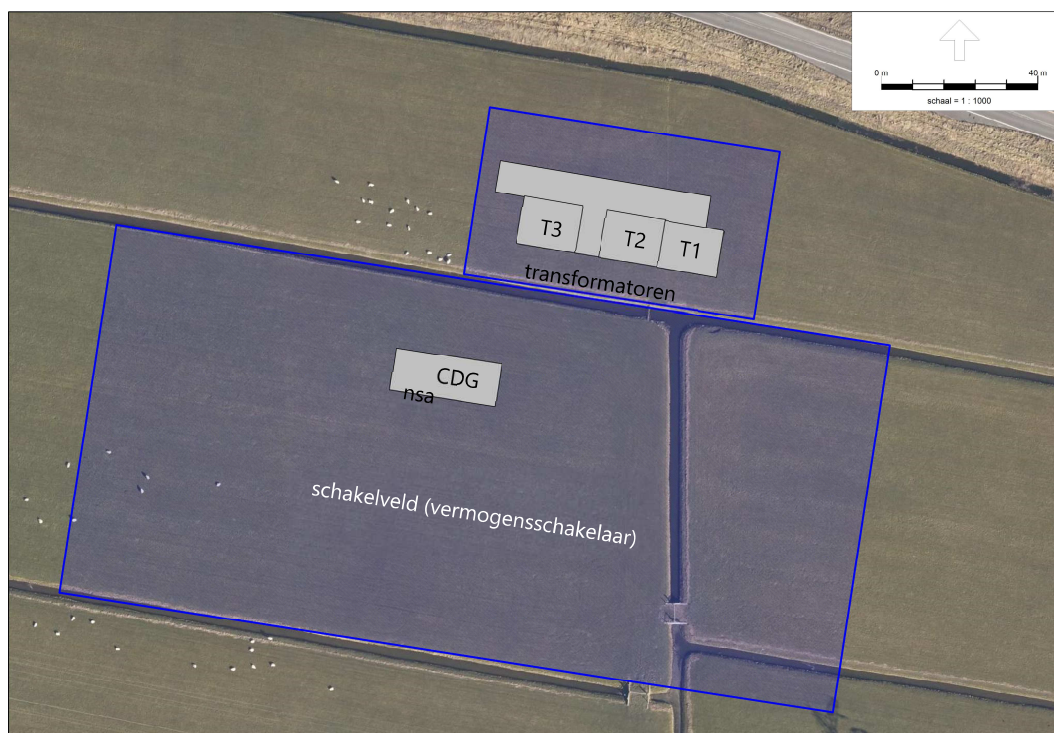 0 m 40 m
schaal = 1 : 1000
T3 T2 T1
transformatoren
CDG
nsa
schakelveld (vermogensschakelaar)